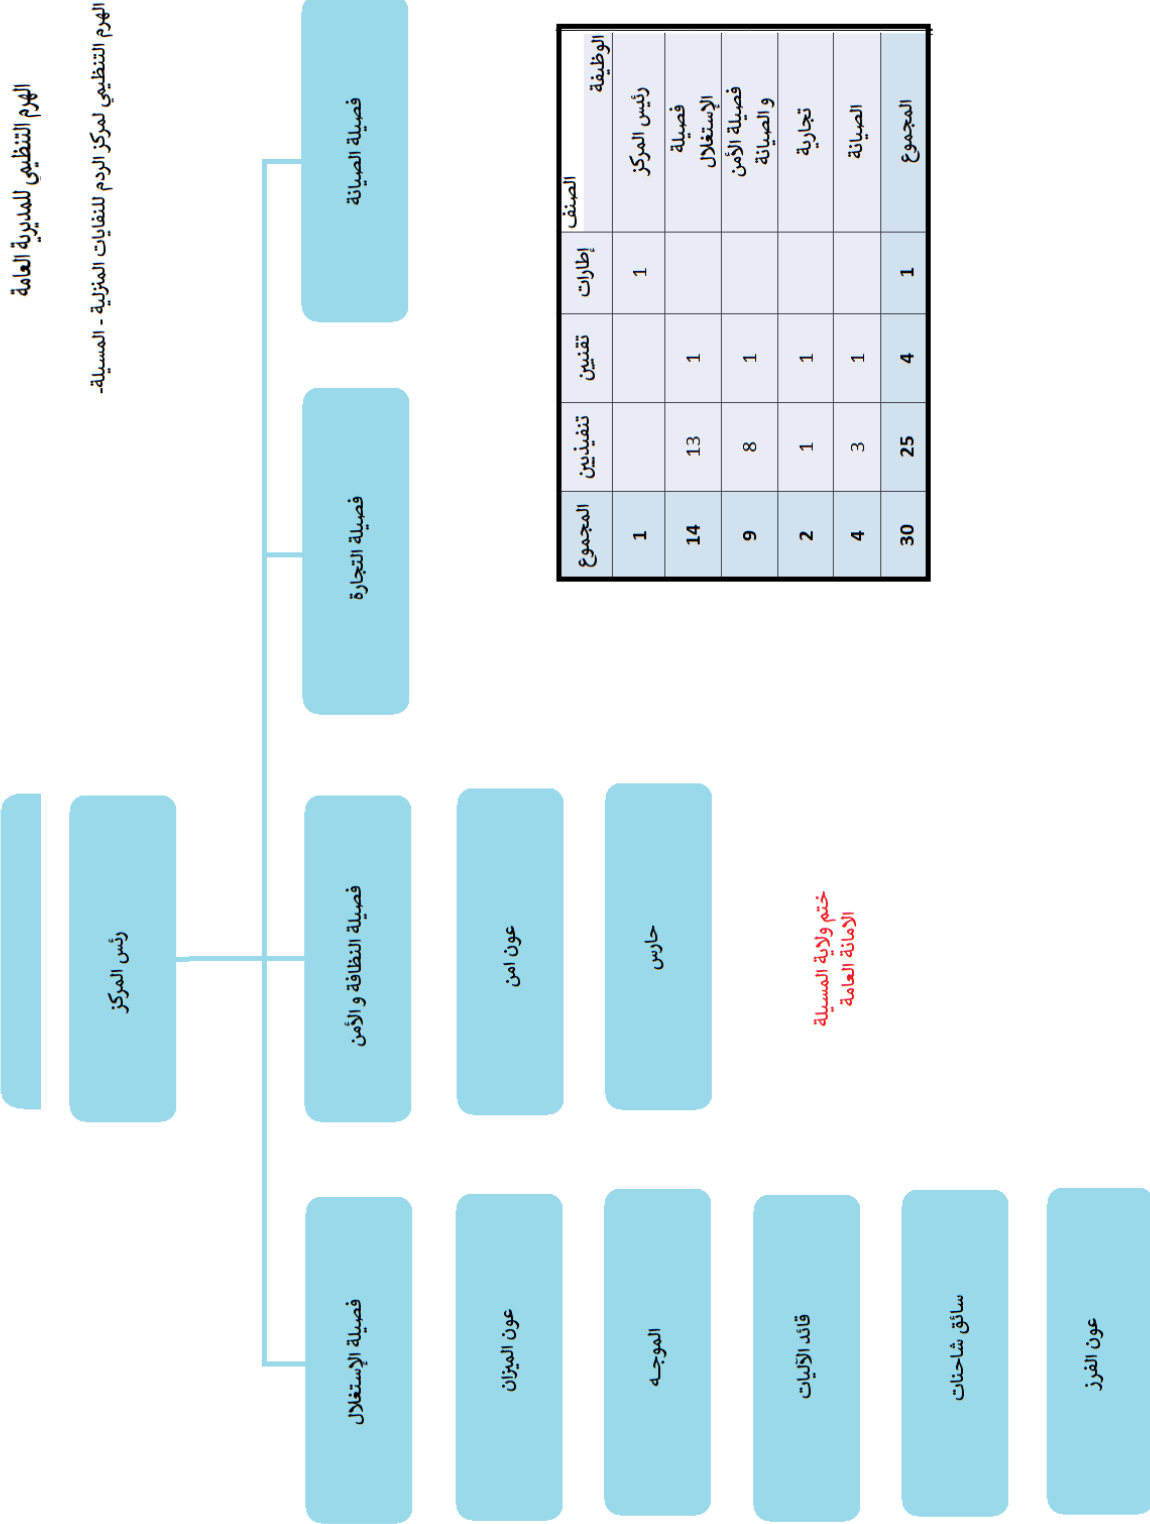 الهرم التنظيمي للمديرية العامة
الهرم التنظيمي لمركز الردم للنفايات المنزلية - المسيلة-
رئس المركز
فصيلة الصيانة
فصيلة التجارة
فصيلة النظافة و الأمن
فصيلة الإستغلال
عون امن
حارس
عون الميزان
الموجـه
قائد الآليات
سائق شاحنات
عون الفرز
الصنف
الوظيفة
إطارات
تقنيين
تنفيذيين
المجموع
رئيس المركز
1
1
فصيلة
الإستغلال
1
13
14
فصيلة الأمن
و الصيانة
1
8
9
تجارية
1
1
2
الصيانة
1
3
4
المجموع
1
4
25
30
ختم ولاية المسيلة
الامانة العامة